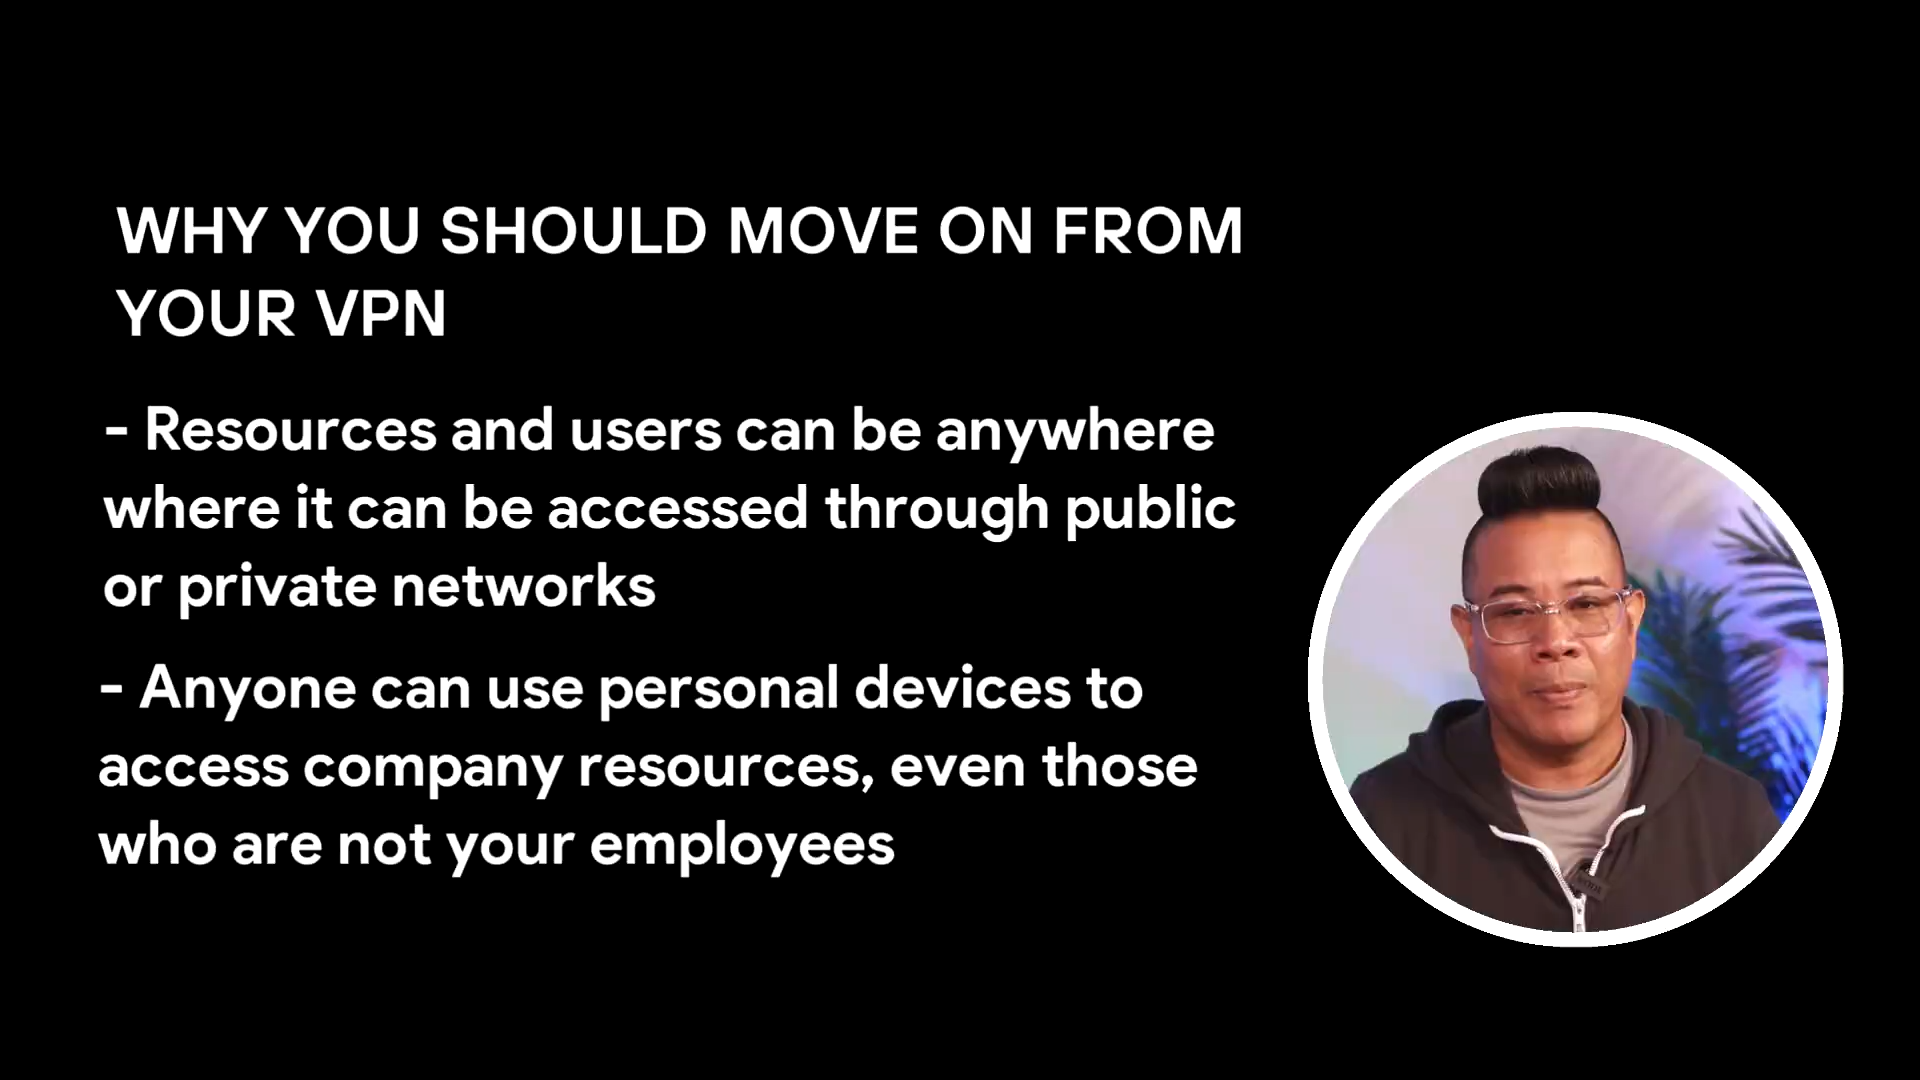 WHY YOU SHOULD MOVE ON FROM
YOUR VPN
- Resources and users can be anywhere
where it can be accessed through public
or private networks
- Anyone can use personal devices to
access company resources, even those
who are not your employees